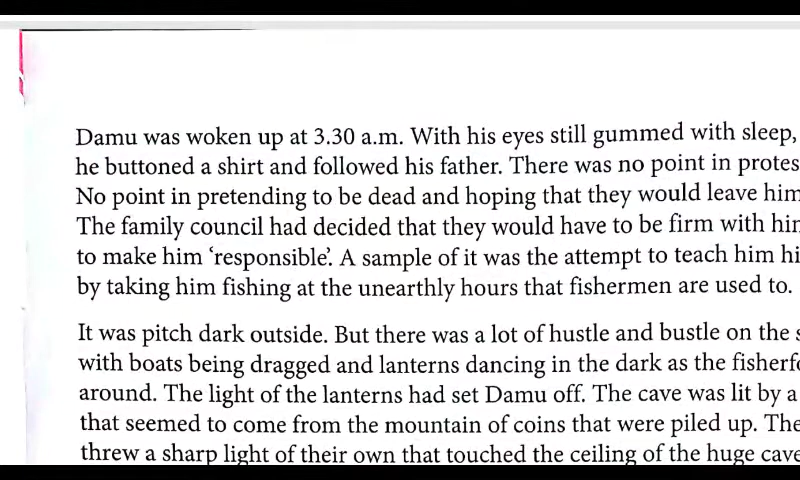 Damu was woken up at 3.30 a.m. With his eyes still gummed with sleep,
he buttoned a shirt and followed his father. There was no point in
No point in pretending to be dead and hoping that they would leave him
The family council had decided that they would have to be firm with
to make him ‘responsible’. A sample of it was the attempt to teach him
by taking him fishing at the unearthly hours that fishermen are used to.
It was pitch dark outside. But there was a lot of hustle and bustle on the
with boats being dragged and lanterns dancing in the dark as the
around. The light of the lanterns had set Damu off. The cave was lit by a
that seemed to come from the mountain of coins that were piled up.
threw a sharp light of their own that touched the ceiling of the huge cave